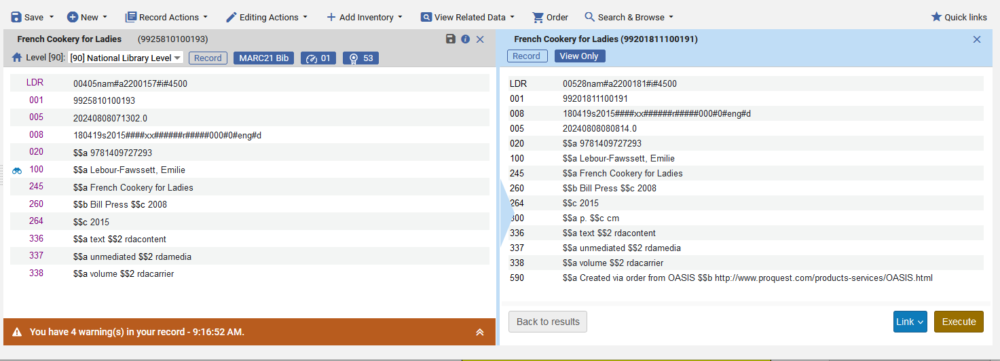 Save New Record Actions Editing Actions Add Inventory View Related Data Order Search & Browse Quick links
French Cookery for Ladies (9925810100193)
Level [90]: [90] National Library Level Record MARC21 Bib 01 53
LDR 00405nam#a2200157#i#4500
001 9925810100193
005 20240808071302.0
008 180419s2015####xx######r#####000#0#eng#d
020 $$a 9781409727293
100 $$a Lebour-Fawssett, Emilie
245 $$a French Cookery for Ladies
260 $$b Bill Press $$c 2008
264 $$c 2015
336 $$a text $$2 rdacontent
337 $$a unmediated $$2 rdamedia
338 $$a volume $$2 rdacarrier
You have 4 warning(s) in your record - 9:16:52 AM.
French Cookery for Ladies (99201811100191)
Record View Only
LDR 00528nam#a2200181#i#4500
001 99201811100191
008 180419s2015####xx######r#####000#0#eng#d
005 20240808080814.0
020 $$a 9781409727293
100 $$a Lebour-Fawssett, Emilie
245 $$a French Cookery for Ladies
260 $$b Bill Press $$c 2008
264 $$c 2015
300 $$a p. $$c cm
336 $$a text $$2 rdacontent
337 $$a unmediated $$2 rdamedia
338 $$a volume $$2 rdacarrier
590 $$a Created via order from OASIS $$b http://www.proquest.com/products-services/OASIS.html
Back to results Link Execute